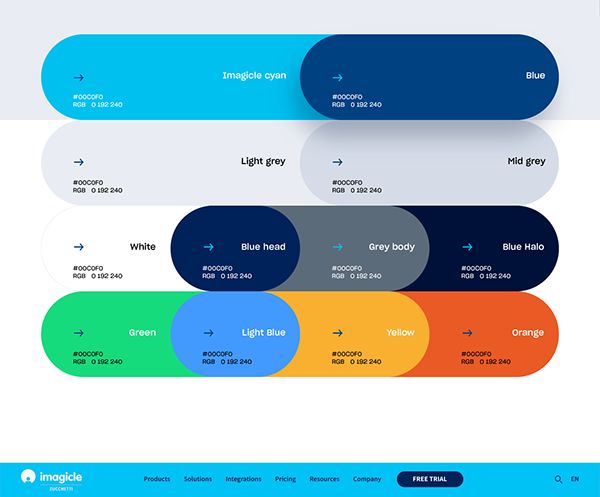 Imagicle cyan
#00C0F0
RGB 0 192 240
Blue
#00C0F0
RGB 0 192 240
Light grey
#00C0F0
RGB 0 192 240
Mid grey
#00C0F0
RGB 0 192 240
White
#00C0F0
RGB 0 192 240
Blue head
#00C0F0
RGB 0 192 240
Grey body
#00C0F0
RGB 0 192 240
Blue Halo
#00C0F0
RGB 0 192 240
Green
#00C0F0
RGB 0 192 240
Light Blue
#00C0F0
RGB 0 192 240
Yellow
#00C0F0
RGB 0 192 240
Orange
#00C0F0
RGB 0 192 240
imagicle
ZUCCHETTI
Products Solutions Integrations Pricing Resources Company FREE TRIAL EN